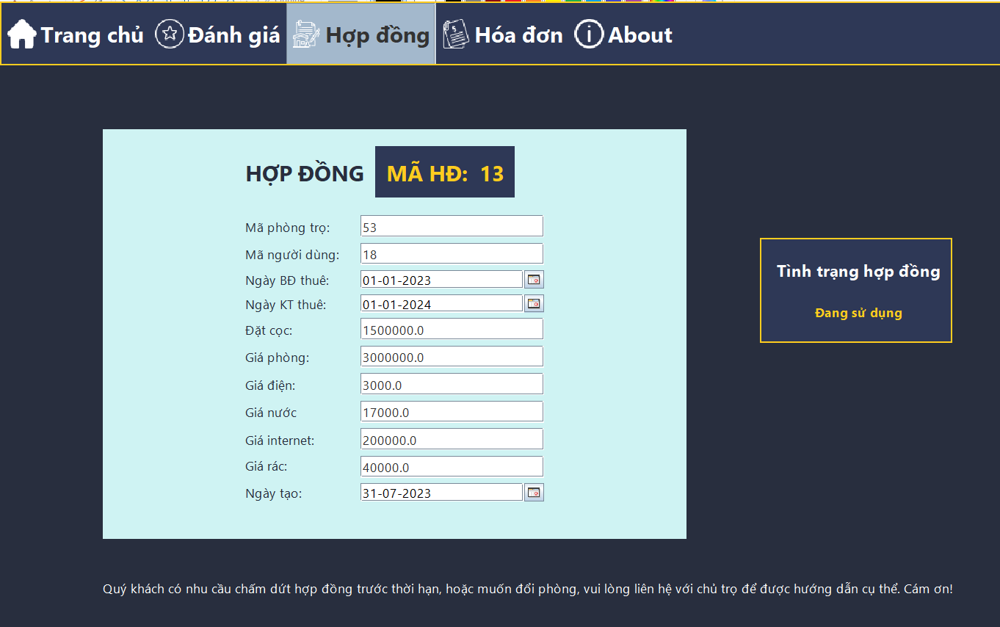 Trang chủ Đánh giá Hợp đồng Hóa đơn About
HỢP ĐỒNG MÃ HĐ: 13
Mã phòng trọ: 53
Mã người dùng: 18
Ngày BĐ thuê: 01-01-2023
Ngày KT thuê: 01-01-2024
Đặt cọc: 1500000.0
Giá phòng: 3000000.0
Giá điện: 3000.0
Giá nước 17000.0
Giá internet: 200000.0
Giá rác: 40000.0
Ngày tạo: 31-07-2023
Tình trạng hợp đồng
Đang sử dụng
Quý khách có nhu cầu chấm dứt hợp đồng trước thời hạn, hoặc muốn đổi phòng, vui lòng liên hệ với chủ trọ để được hướng dẫn cụ thể. Cám ơn!